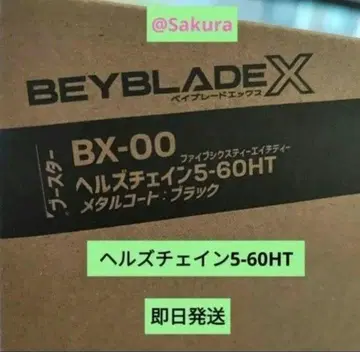 @Sakura
BEYBLADE X
ベイブレードエックス
ブースター
BX-00
ファイブシックスティーエイチティー
ヘルズチェイン5-60HT
メタルコート:ブラック
ヘルズチェイン5-60HT
即日発送